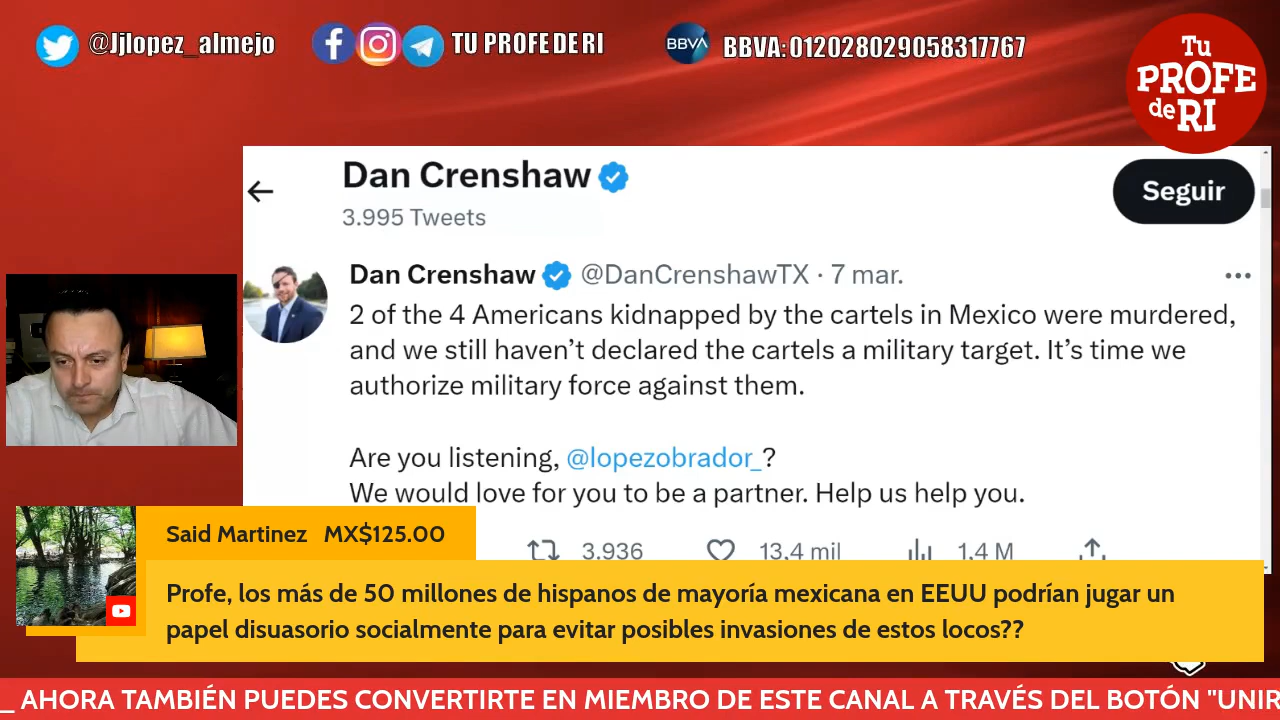 @Jjlopez_almejo
TU PROFE DE RI
BBVA
BBVA: 012028029058317767
Tu
PROFE
de RI
Dan Crenshaw
3.995 Tweets
Seguir
Dan Crenshaw @DanCrenshawTX · 7 mar.
2 of the 4 Americans kidnapped by the cartels in Mexico were murdered,
and we still haven’t declared the cartels a military target. It’s time we
authorize military force against them.
Are you listening, @lopezobrador_?
We would love for you to be a partner. Help us help you.
3.936 13,4 mil 1,4 M
Said Martinez MX$125.00
Profe, los más de 50 millones de hispanos de mayoría mexicana en EEUU podrían jugar un
papel disuasorio socialmente para evitar posibles invasiones de estos locos??
_ AHORA TAMBIÉN PUEDES CONVERTIRTE EN MIEMBRO DE ESTE CANAL A TRAVÉS DEL BOTÓN "UNIR